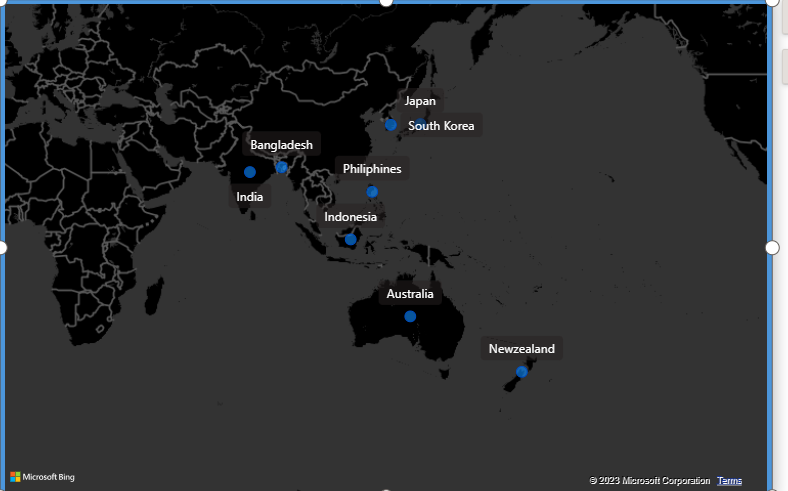 Japan
South Korea
Bangladesh
Philiphines
India
Indonesia
Australia
Newzealand
Microsoft Bing
© 2023 Microsoft Corporation Terms